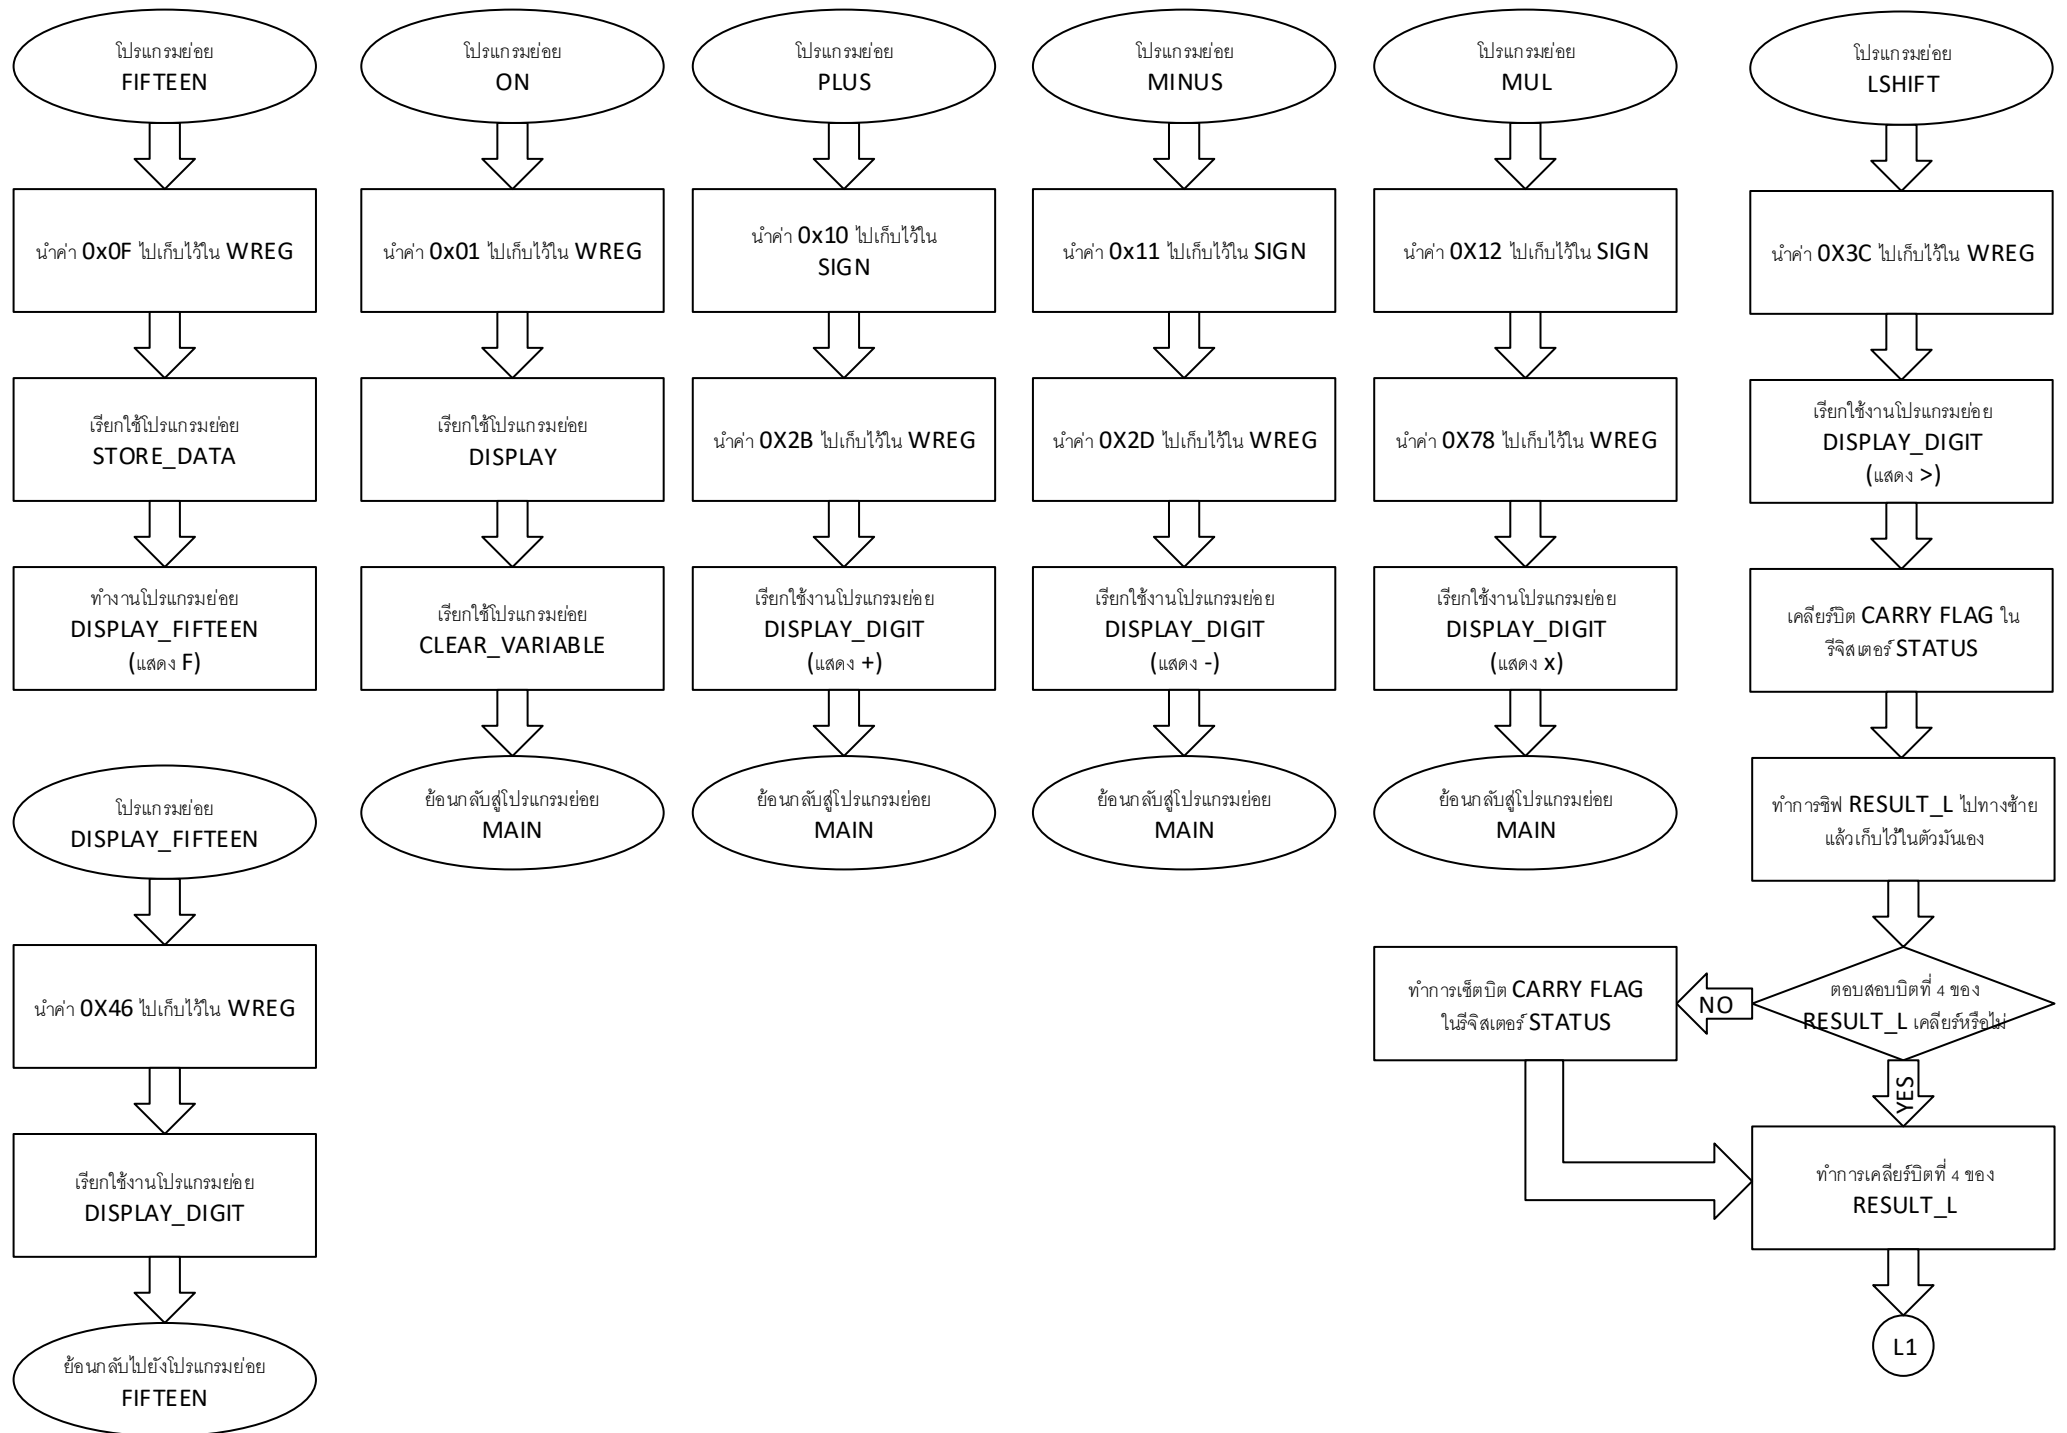 โปรแกรมย่อย
FIFTEEN
นำค่า 0x0F ไปเก็บไว้ใน WREG
เรียกใช้โปรแกรมย่อย
STORE_DATA
ทำงานโปรแกรมย่อย
DISPLAY_FIFTEEN
(แสดง F)
โปรแกรมย่อย
DISPLAY_FIFTEEN
นำค่า 0X46 ไปเก็บไว้ใน WREG
เรียกใช้งานโปรแกรมย่อย
DISPLAY_DIGIT
ย้อนกลับไปยังโปรแกรมย่อย
FIFTEEN
โปรแกรมย่อย
ON
นำค่า 0x01 ไปเก็บไว้ใน WREG
เรียกใช้โปรแกรมย่อย
DISPLAY
เรียกใช้โปรแกรมย่อย
CLEAR_VARIABLE
ย้อนกลับสู่โปรแกรมย่อย
MAIN
โปรแกรมย่อย
PLUS
นำค่า 0x10 ไปเก็บไว้ใน
SIGN
นำค่า 0X2B ไปเก็บไว้ใน WREG
เรียกใช้งานโปรแกรมย่อย
DISPLAY_DIGIT
(แสดง +)
ย้อนกลับสู่โปรแกรมย่อย
MAIN
โปรแกรมย่อย
MINUS
นำค่า 0x11 ไปเก็บไว้ใน SIGN
นำค่า 0X2D ไปเก็บไว้ใน WREG
เรียกใช้งานโปรแกรมย่อย
DISPLAY_DIGIT
(แสดง -)
ย้อนกลับสู่โปรแกรมย่อย
MAIN
โปรแกรมย่อย
MUL
นำค่า 0X12 ไปเก็บไว้ใน SIGN
นำค่า 0X78 ไปเก็บไว้ใน WREG
เรียกใช้งานโปรแกรมย่อย
DISPLAY_DIGIT
(แสดง x)
ย้อนกลับสู่โปรแกรมย่อย
MAIN
โปรแกรมย่อย
LSHIFT
นำค่า 0X3C ไปเก็บไว้ใน WREG
เรียกใช้งานโปรแกรมย่อย
DISPLAY_DIGIT
(แสดง >)
เคลียร์บิต CARRY FLAG ใน
รีจิสเตอร์ STATUS
ทำการชิฟ RESULT_L ไปทางซ้าย
แล้วเก็บไว้ในตัวมันเอง
ตอบสอบบิตที่ 4 ของ
RESULT_L เคลียร์หรือไม่
NO
ทำการเซ็ตบิต CARRY FLAG
ในรีจิสเตอร์ STATUS
YES
ทำการเคลียร์บิตที่ 4 ของ
RESULT_L
L1